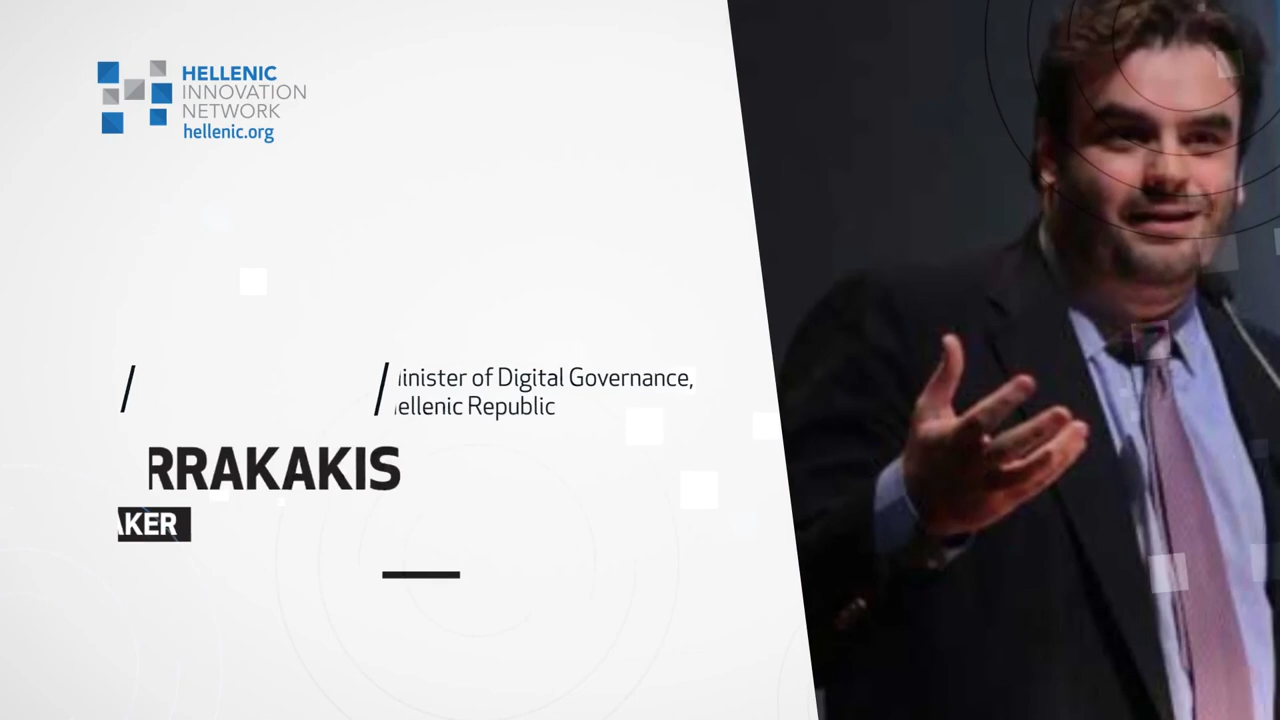 HELLENIC
INNOVATION
NETWORK
hellenic.org
inister of Digital Governance,
ellenic Republic
RRAKAKIS
AKER